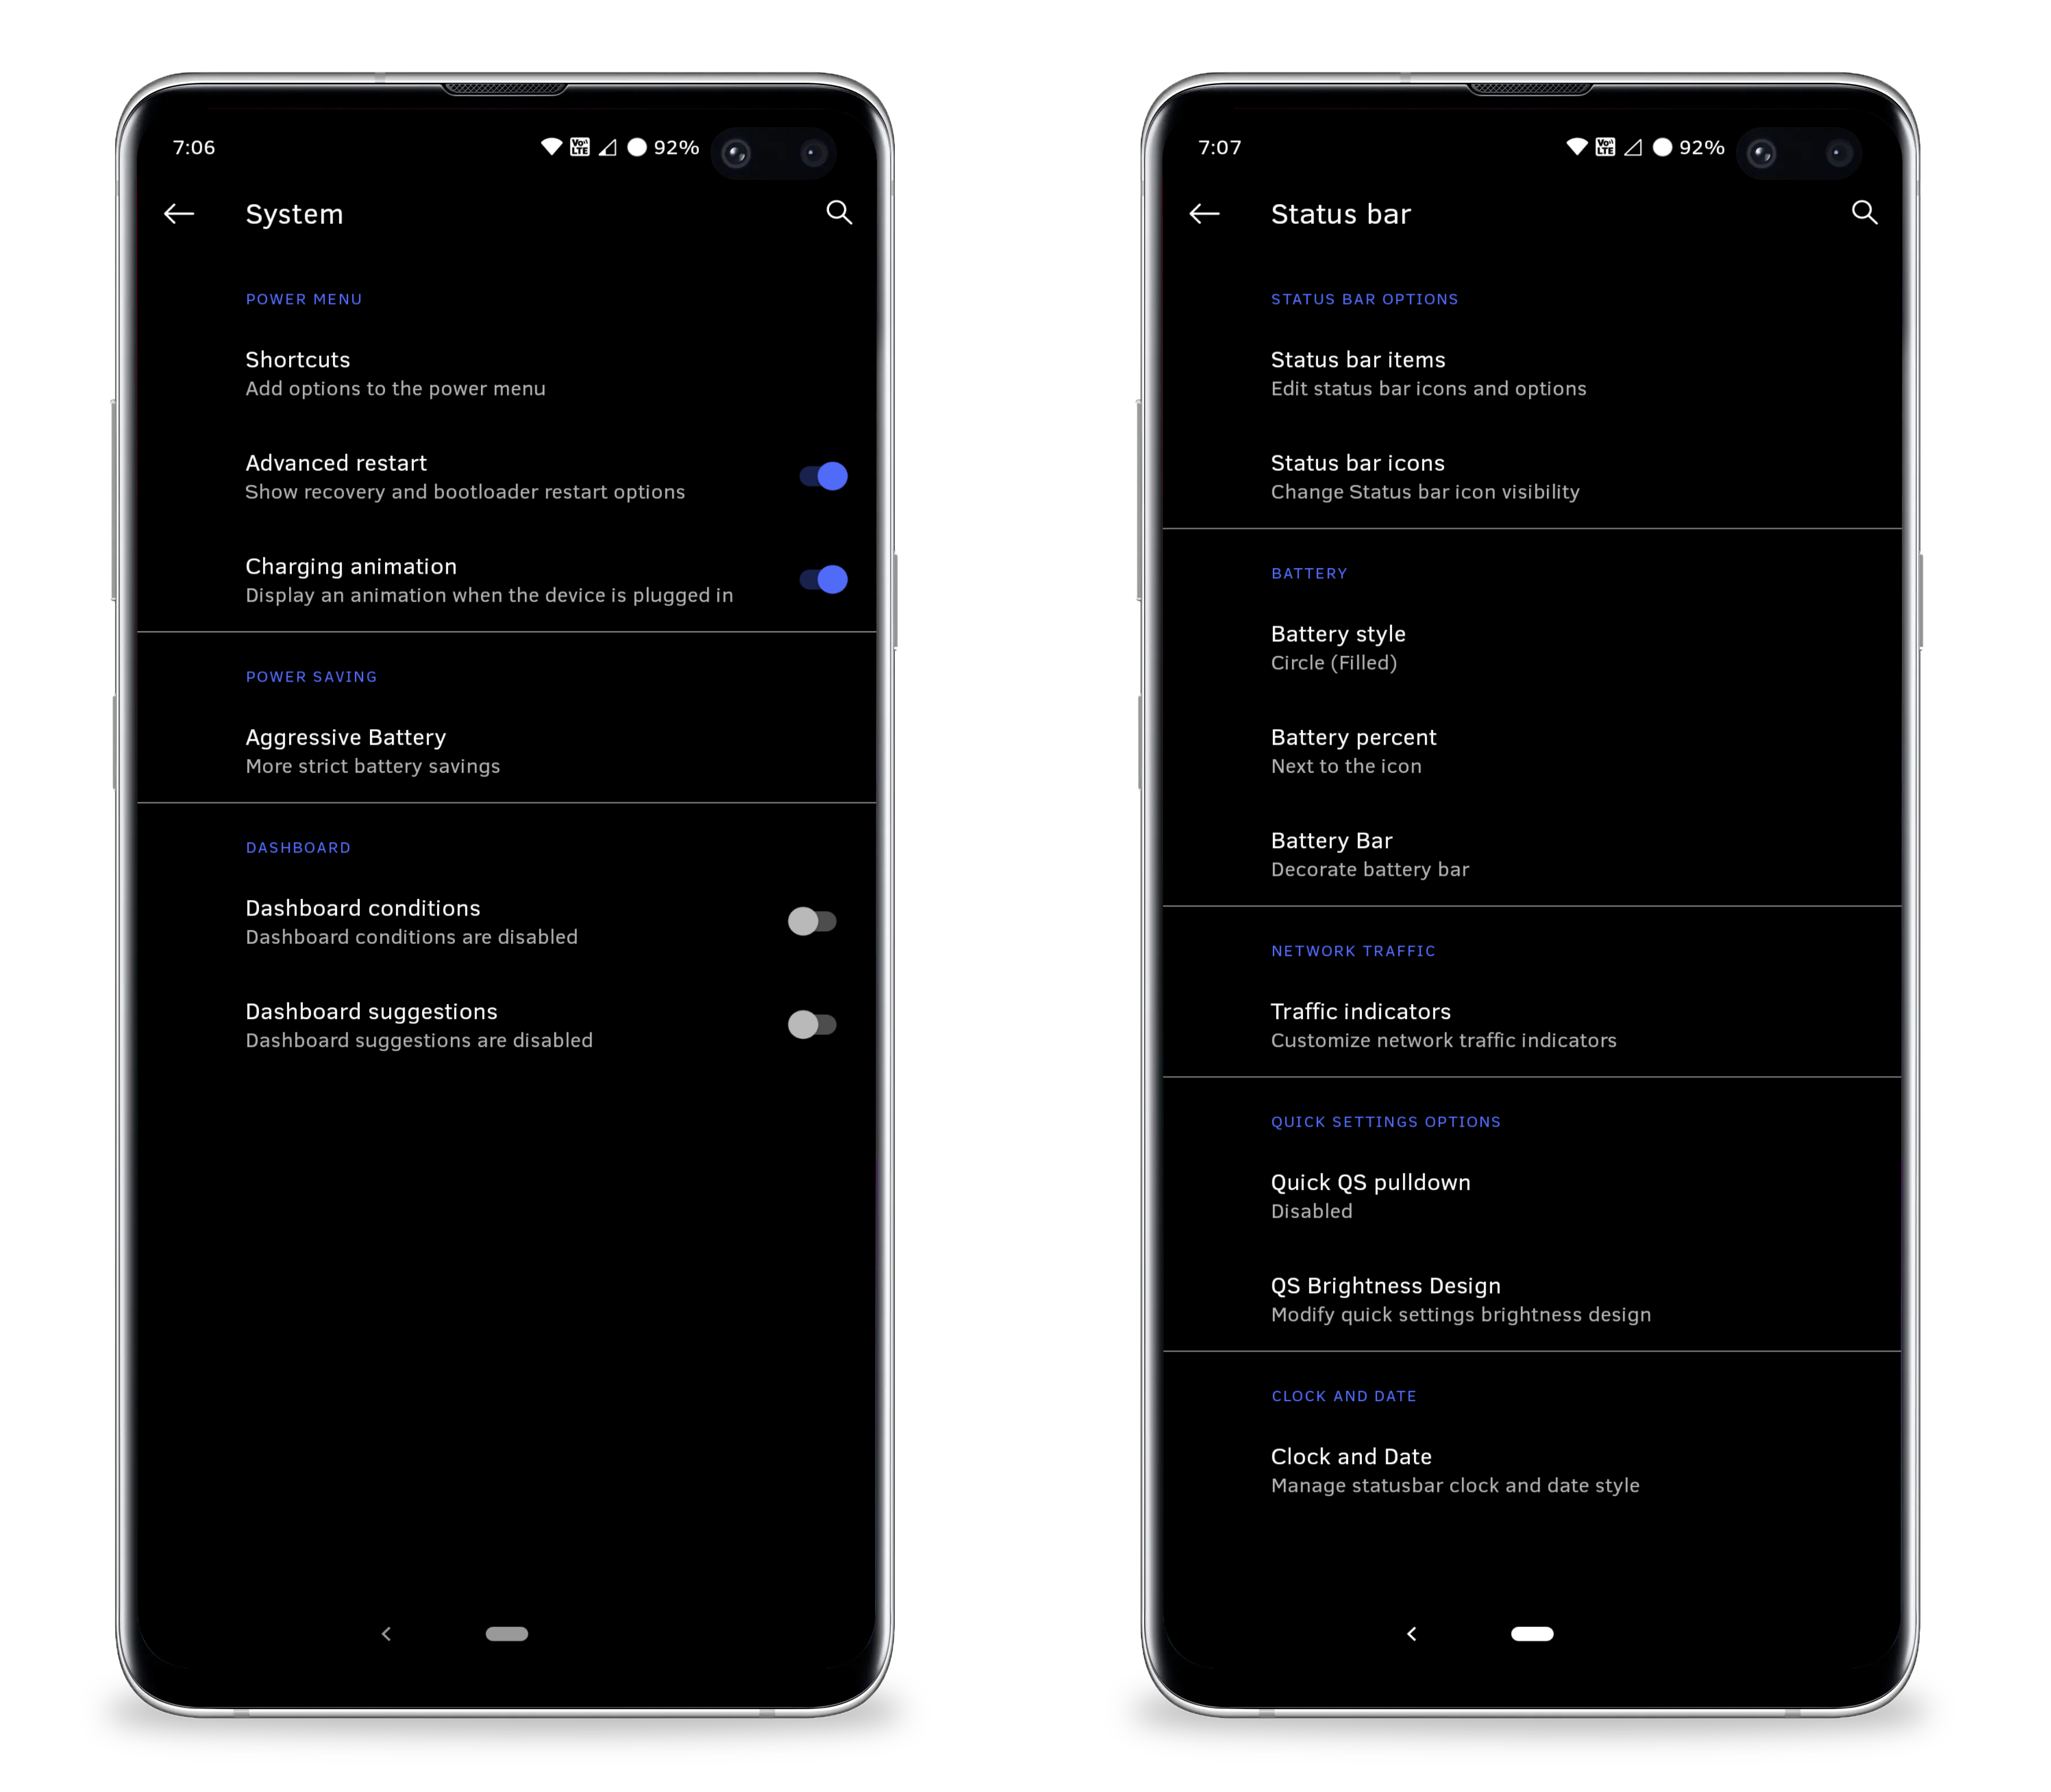 7:06
92%
System
POWER MENU
Shortcuts
Add options to the power menu
Advanced restart
Show recovery and bootloader restart options
Charging animation
Display an animation when the device is plugged in
POWER SAVING
Aggressive Battery
More strict battery savings
DASHBOARD
Dashboard conditions
Dashboard conditions are disabled
Dashboard suggestions
Dashboard suggestions are disabled
7:07
92%
Status bar
STATUS BAR OPTIONS
Status bar items
Edit status bar icons and options
Status bar icons
Change Status bar icon visibility
BATTERY
Battery style
Circle (Filled)
Battery percent
Next to the icon
Battery Bar
Decorate battery bar
NETWORK TRAFFIC
Traffic indicators
Customize network traffic indicators
QUICK SETTINGS OPTIONS
Quick QS pulldown
Disabled
QS Brightness Design
Modify quick settings brightness design
CLOCK AND DATE
Clock and Date
Manage statusbar clock and date style